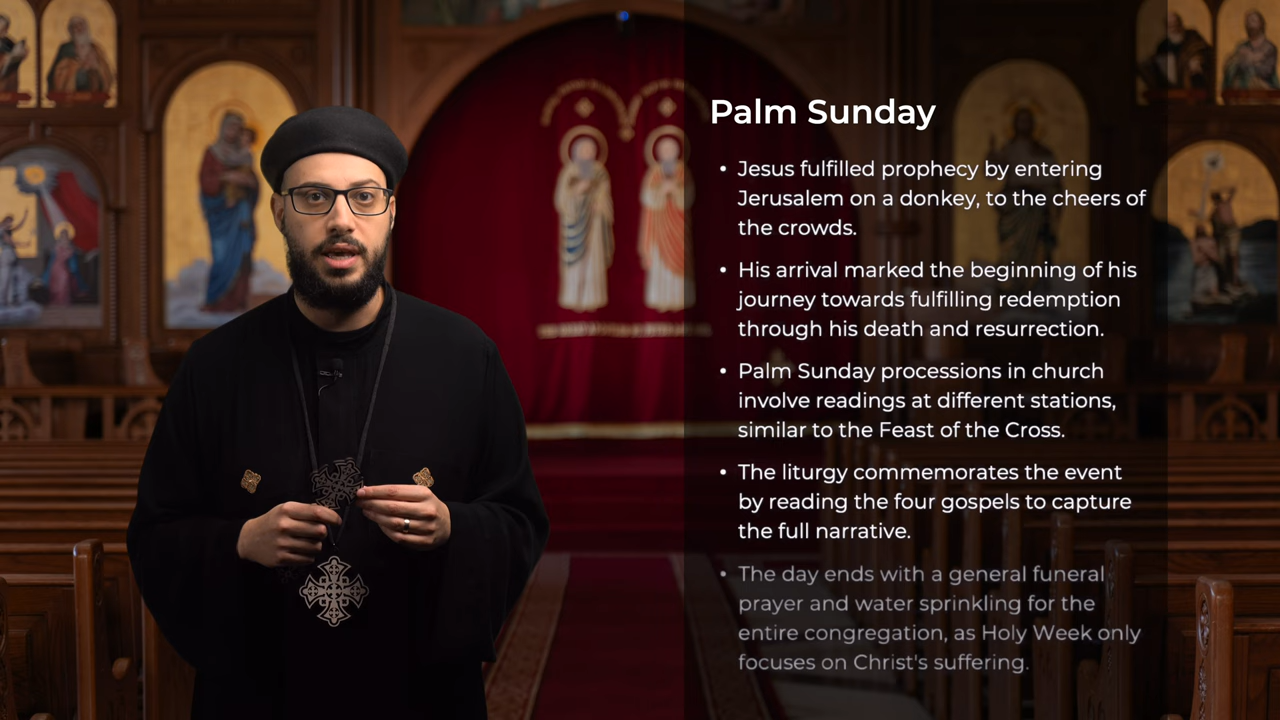 Palm Sunday
• Jesus fulfilled prophecy by entering
Jerusalem on a donkey, to the cheers of
the crowds.
• His arrival marked the beginning of his
journey towards fulfilling redemption
through his death and resurrection.
• Palm Sunday processions in church
involve readings at different stations,
similar to the Feast of the Cross.
• The liturgy commemorates the event
by reading the four gospels to capture
the full narrative.
• The day ends with a general funeral
prayer and water sprinkling for the
entire congregation, as Holy Week only
focuses on Christ's suffering.